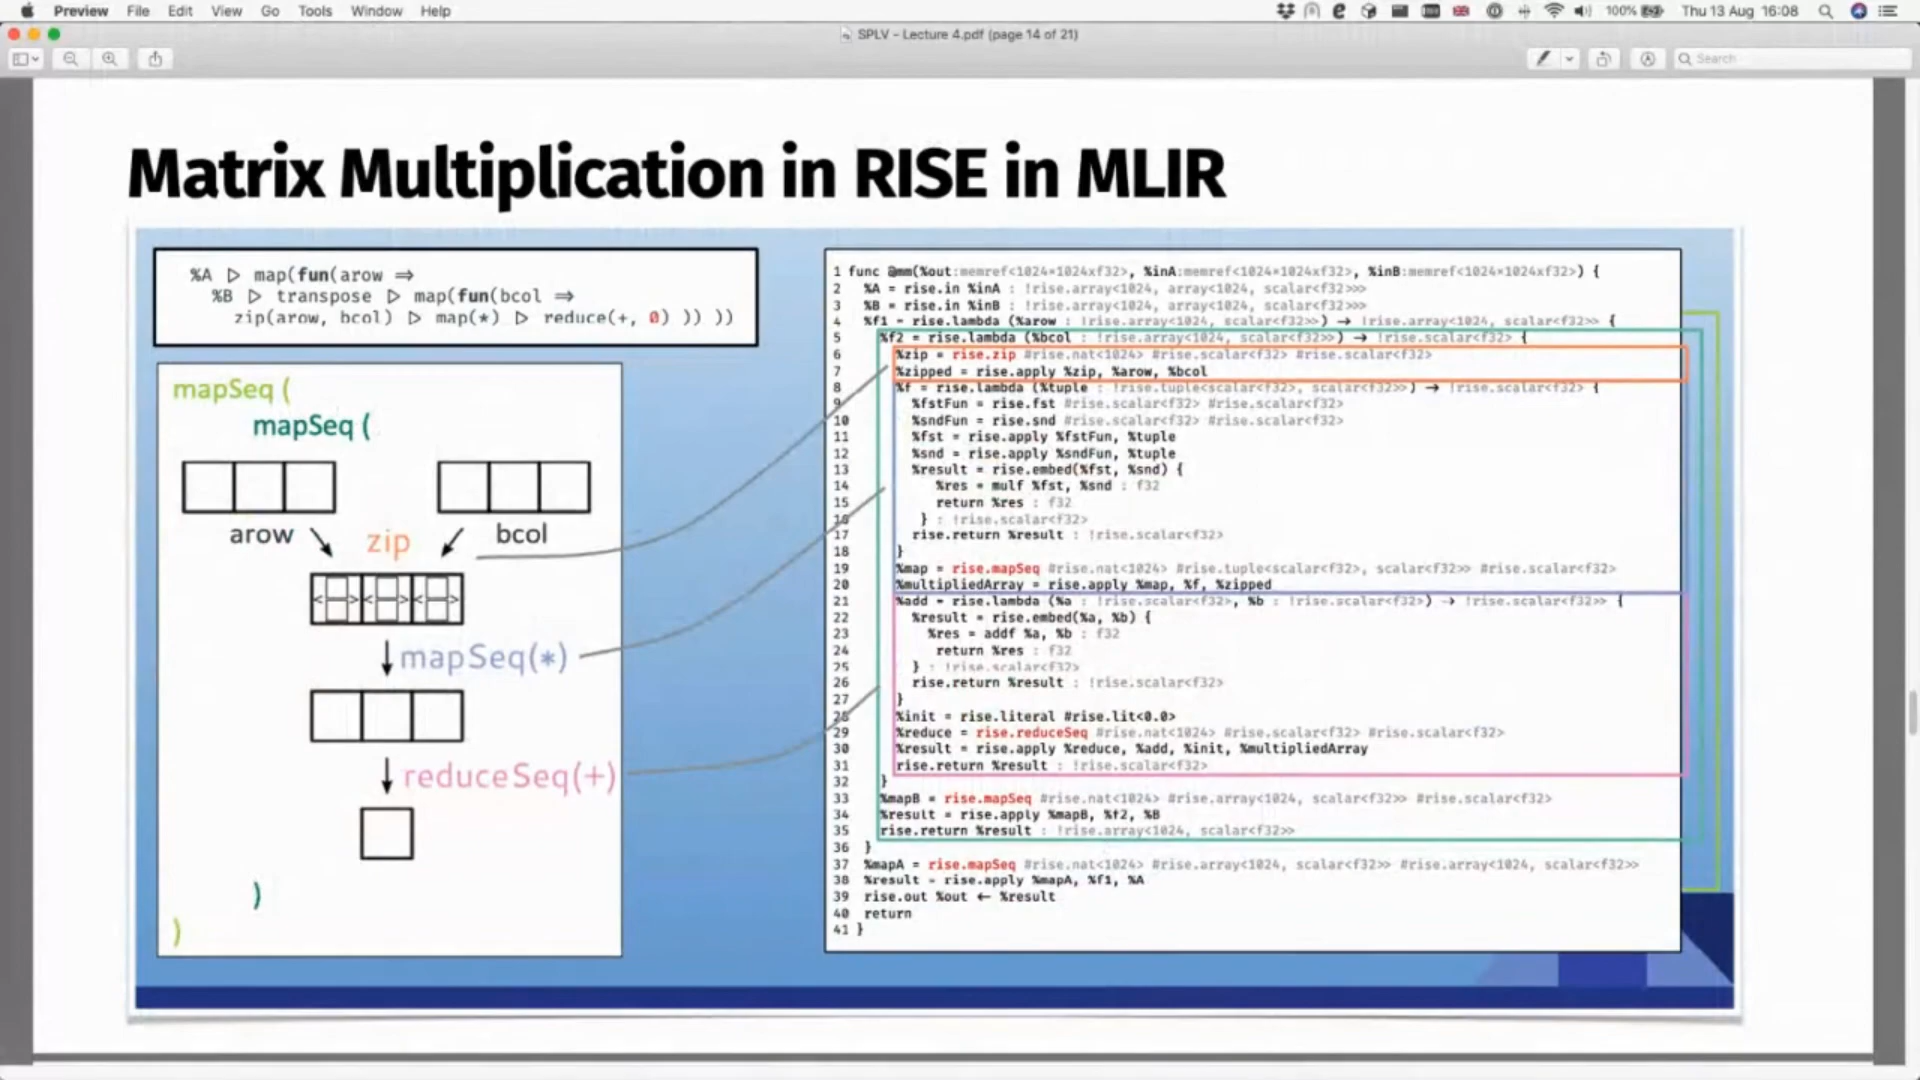 Preview File Edit View Go Tools Window Help 100% Thu 13 Aug 16:08
SPLV - Lecture 4.pdf (page 14 of 21)
Search
Matrix Multiplication in RISE in MLIR
%A ▷ map(fun(arow ⇒
%B ▷ transpose ▷ map(fun(bcol ⇒
zip(arow, bcol) ▷ map(*) ▷ reduce(+, 0) )) ))
mapSeq (
mapSeq (
arow zip bcol
< > < > < >
mapSeq(*)
reduceSeq(+)
)
)
1 func @mm(%out:memref<1024×1024xf32>, %inA:memref<1024×1024xf32>, %inB:memref<1024×1024xf32>) {
2 %A = rise.in %inA : !rise.array<1024, array<1024, scalar<f32>>>
3 %B = rise.in %inB : !rise.array<1024, array<1024, scalar<f32>>>
4 %f1 = rise.lambda (%arow : !rise.array<1024, scalar<f32>>) → !rise.array<1024, scalar<f32>> {
5 %f2 = rise.lambda (%bcol : !rise.array<1024, scalar<f32>>) → !rise.scalar<f32> {
6 %zip = rise.zip #rise.nat<1024> #rise.scalar<f32> #rise.scalar<f32>
7 %zipped = rise.apply %zip, %arow, %bcol
8 %f = rise.lambda (%tuple : !rise.tuple<scalar<f32>, scalar<f32>>) → !rise.scalar<f32> {
9 %fstFun = rise.fst #rise.scalar<f32> #rise.scalar<f32>
10 %sndFun = rise.snd #rise.scalar<f32> #rise.scalar<f32>
11 %fst = rise.apply %fstFun, %tuple
12 %snd = rise.apply %sndFun, %tuple
13 %result = rise.embed(%fst, %snd) {
14 %res = mulf %fst, %snd : f32
15 return %res : f32
16 } : !rise.scalar<f32>
17 rise.return %result : !rise.scalar<f32>
18 }
19 %map = rise.mapSeq #rise.nat<1024> #rise.tuple<scalar<f32>, scalar<f32>> #rise.scalar<f32>
20 %multipliedArray = rise.apply %map, %f, %zipped
21 %add = rise.lambda (%a : !rise.scalar<f32>, %b : !rise.scalar<f32>) → !rise.scalar<f32>> {
22 %result = rise.embed(%a, %b) {
23 %res = addf %a, %b : f32
24 return %res : f32
25 } : !rise.scalar<f32>
26 rise.return %result : !rise.scalar<f32>
27 }
28 %init = rise.literal #rise.lit<0.0>
29 %reduce = rise.reduceSeq #rise.nat<1024> #rise.scalar<f32> #rise.scalar<f32>
30 %result = rise.apply %reduce, %add, %init, %multipliedArray
31 rise.return %result : !rise.scalar<f32>
32 }
33 %mapB = rise.mapSeq #rise.nat<1024> #rise.array<1024, scalar<f32>> #rise.scalar<f32>
34 %result = rise.apply %mapB, %f2, %B
35 rise.return %result : !rise.array<1024, scalar<f32>>
36 }
37 %mapA = rise.mapSeq #rise.nat<1024> #rise.array<1024, scalar<f32>> #rise.array<1024, scalar<f32>>
38 %result = rise.apply %mapA, %f1, %A
39 rise.out %out ← %result
40 return
41 }